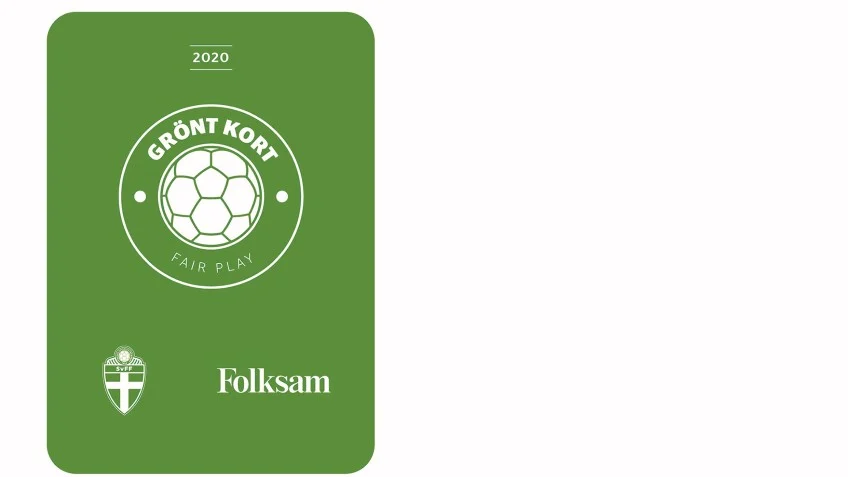 2020
GRÖNT KORT
FAIR PLAY
SvFF
Folksam